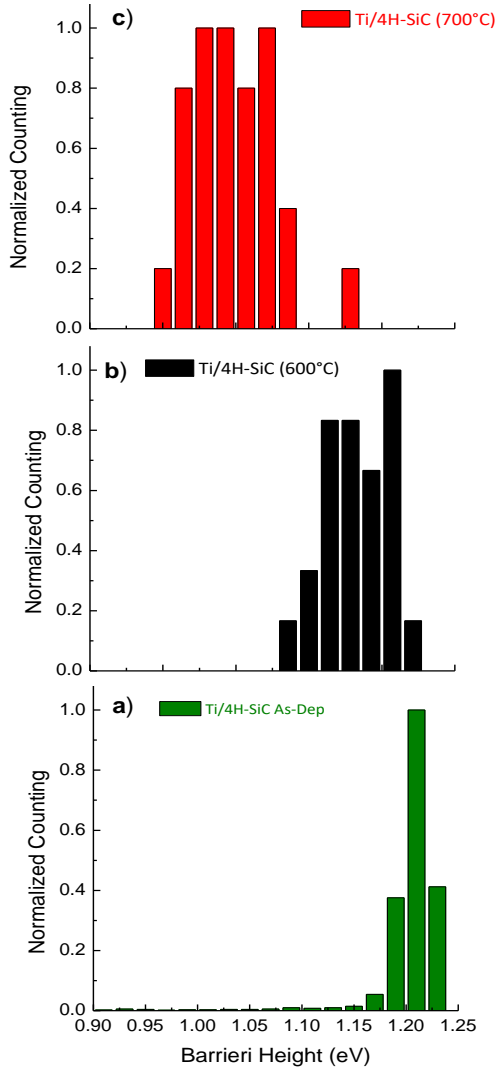 c)
Ti/4H-SiC (700°C)
1.0
0.8
0.6
0.4
0.2
0.0
Normalized Counting
b)
Ti/4H-SiC (600°C)
1.0
0.8
0.6
0.4
0.2
0.0
Normalized Counting
a)
Ti/4H-SiC As-Dep
1.0
0.8
0.6
0.4
0.2
0.0
Normalized Counting
0.90 0.95 1.00 1.05 1.10 1.15 1.20 1.25
Barrieri Height (eV)